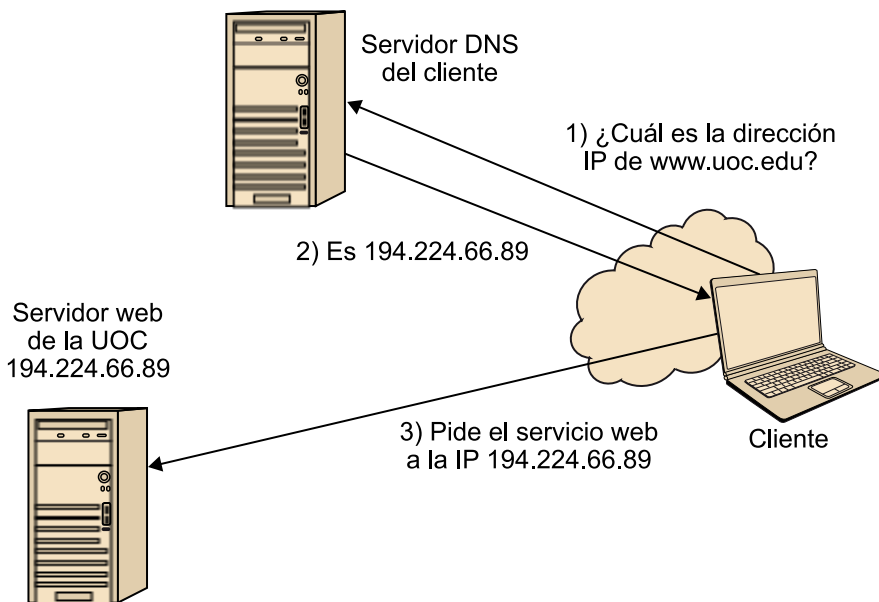 Servidor DNS
del cliente
1) ¿Cuál es la dirección
IP de www.uoc.edu?
2) Es 194.224.66.89
Servidor web
de la UOC
194.224.66.89
3) Pide el servicio web
a la IP 194.224.66.89
Cliente